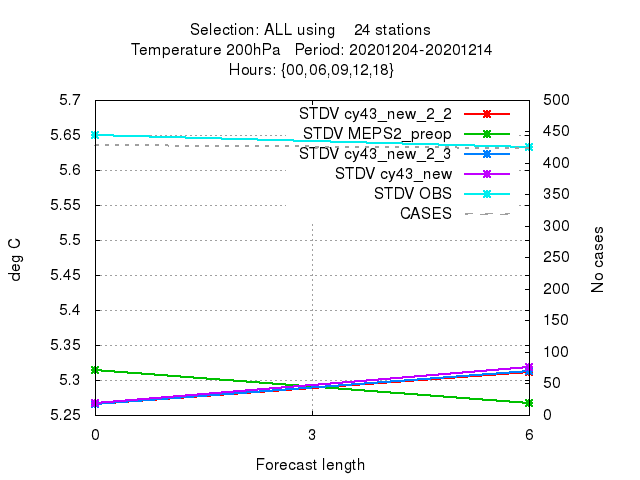 Selection: ALL using 24 stations
Temperature 200hPa Period: 20201204-20201214
Hours: {00,06,09,12,18}
STDV cy43_new_2_2
STDV MEPS2_preop
STDV cy43_new_2_3
STDV cy43_new
STDV OBS
CASES
deg C
5.7
5.65
5.6
5.55
5.5
5.45
5.4
5.35
5.3
5.25
500
450
400
350
300
250
200
150
100
50
0
No cases
0 3 6
Forecast length